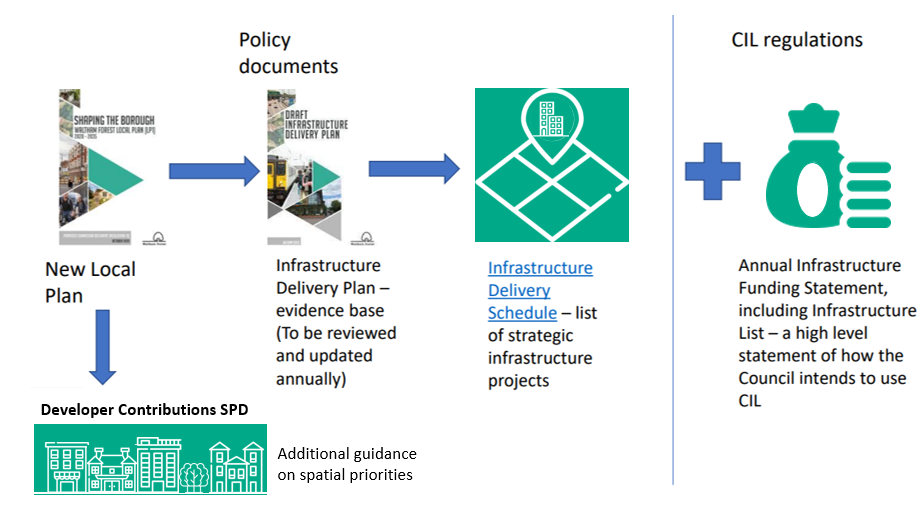 Policy
documents
CIL regulations
SHAPING THE BOROUGH
WALTHAM FOREST LOCAL PLAN (LP1)
2020 - 2035
DRAFT
INFRASTRUCTURE
DELIVERY PLAN
New Local
Plan
Infrastructure
Delivery Plan –
evidence base
(To be reviewed
and updated
annually)
Infrastructure
Delivery
Schedule – list
of strategic
infrastructure
projects
Annual Infrastructure
Funding Statement,
including Infrastructure
List – a high level
statement of how the
Council intends to use
CIL
Developer Contributions SPD
Additional guidance
on spatial priorities